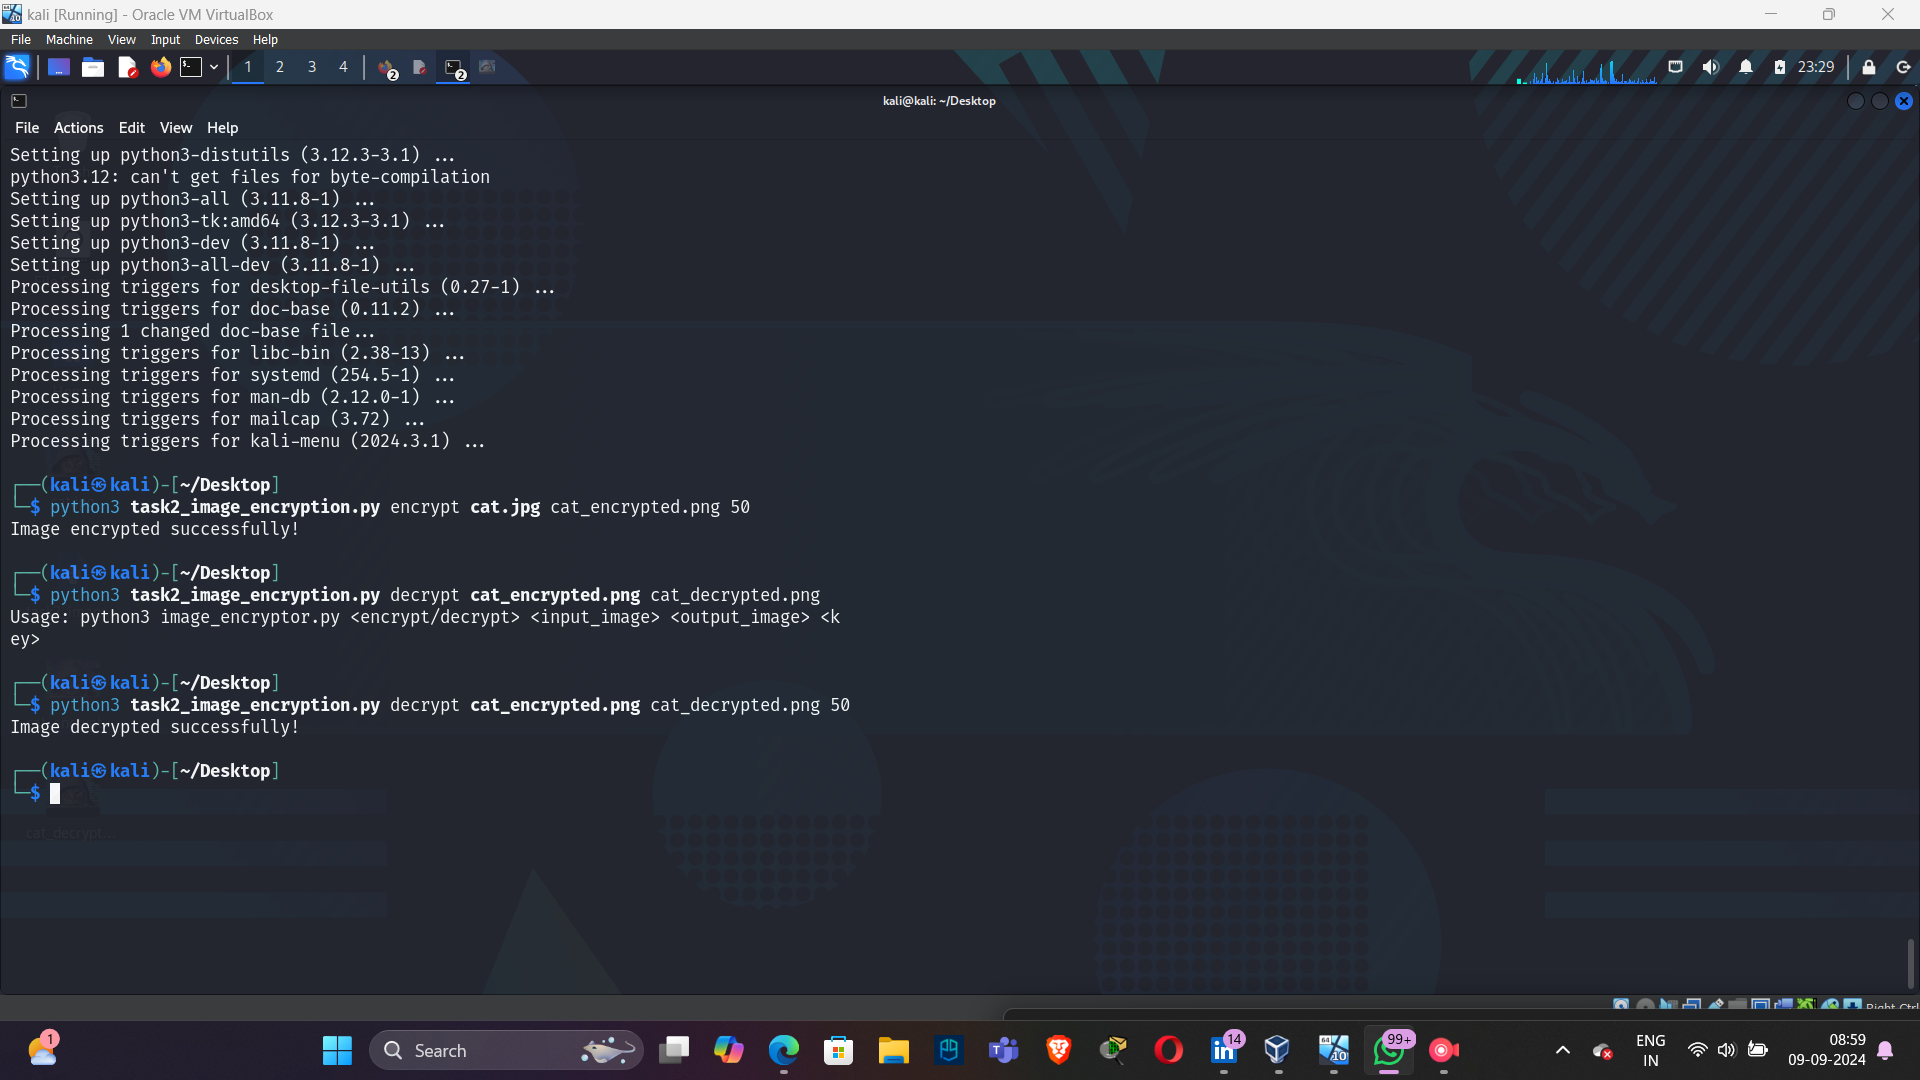 kali [Running] - Oracle VM VirtualBox
File Machine View Input Devices Help
1 2 3 4 2 2 23:29
kali@kali: ~/Desktop
File Actions Edit View Help
Setting up python3-distutils (3.12.3-3.1) ...
python3.12: can't get files for byte-compilation
Setting up python3-all (3.11.8-1) ...
Setting up python3-tk:amd64 (3.12.3-3.1) ...
Setting up python3-dev (3.11.8-1) ...
Setting up python3-all-dev (3.11.8-1) ...
Processing triggers for desktop-file-utils (0.27-1) ...
Processing triggers for doc-base (0.11.2) ...
Processing 1 changed doc-base file...
Processing triggers for libc-bin (2.38-13) ...
Processing triggers for systemd (254.5-1) ...
Processing triggers for man-db (2.12.0-1) ...
Processing triggers for mailcap (3.72) ...
Processing triggers for kali-menu (2024.3.1) ...
┌──(kali㉿kali)-[~/Desktop]
└─$ python3 task2_image_encryption.py encrypt cat.jpg cat_encrypted.png 50
Image encrypted successfully!
┌──(kali㉿kali)-[~/Desktop]
└─$ python3 task2_image_encryption.py decrypt cat_encrypted.png cat_decrypted.png
Usage: python3 image_encryptor.py <encrypt/decrypt> <input_image> <output_image> <k
ey>
┌──(kali㉿kali)-[~/Desktop]
└─$ python3 task2_image_encryption.py decrypt cat_encrypted.png cat_decrypted.png 50
Image decrypted successfully!
┌──(kali㉿kali)-[~/Desktop]
└─$
cat_decrypt...
Right Ctrl
1 Search 14 99+ ENG 08:59
IN 09-09-2024